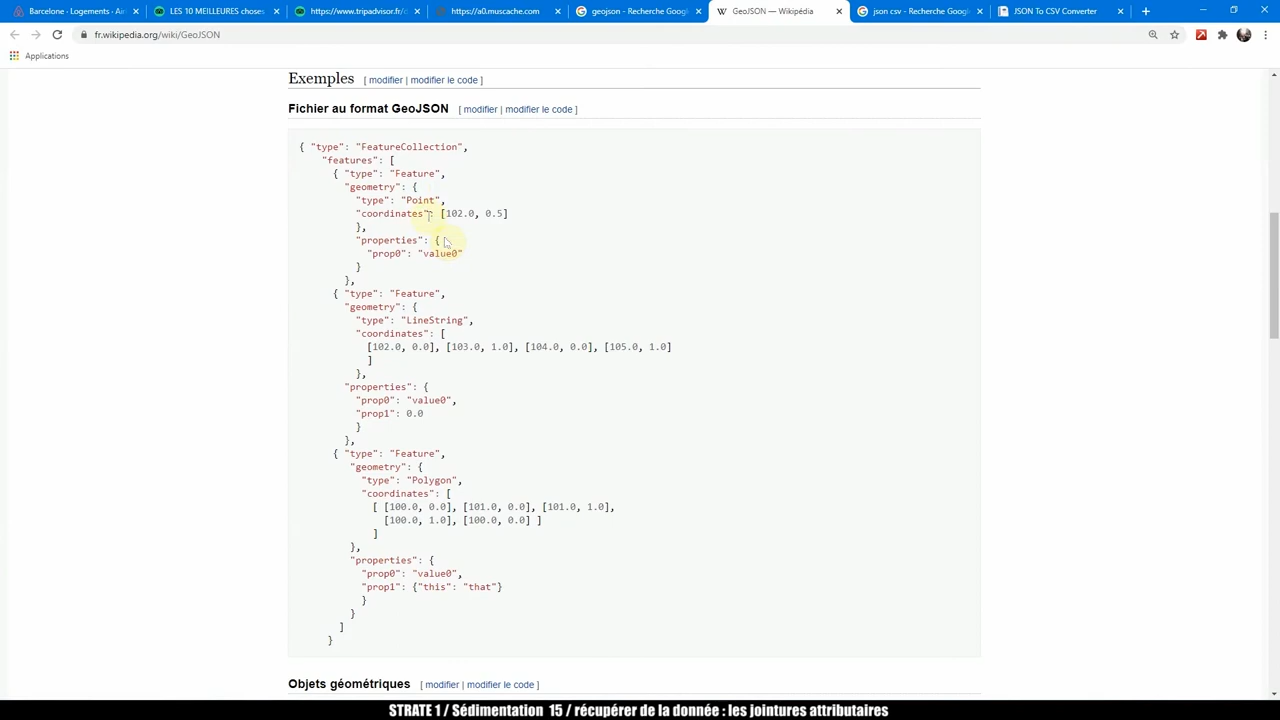 Barcelone · Logements · Air
LES 10 MEILLEURES choses
https://www.tripadvisor.fr/
https://a0.muscache.com
geojson - Recherche Google
GeoJSON — Wikipédia
json csv - Recherche Google
JSON To CSV Converter
fr.wikipedia.org/wiki/GeoJSON
Applications
Exemples [ modifier | modifier le code ]
Fichier au format GeoJSON [ modifier | modifier le code ]
{ "type": "FeatureCollection",
"features": [
{ "type": "Feature",
"geometry": {
"type": "Point",
"coordinates": [102.0, 0.5]
},
"properties": {
"prop0": "value0"
}
},
{ "type": "Feature",
"geometry": {
"type": "LineString",
"coordinates": [
[102.0, 0.0], [103.0, 1.0], [104.0, 0.0], [105.0, 1.0]
]
},
"properties": {
"prop0": "value0",
"prop1": 0.0
}
},
{ "type": "Feature",
"geometry": {
"type": "Polygon",
"coordinates": [
[ [100.0, 0.0], [101.0, 0.0], [101.0, 1.0],
[100.0, 1.0], [100.0, 0.0] ]
]
},
"properties": {
"prop0": "value0",
"prop1": {"this": "that"}
}
}
]
}
Objets géométriques [ modifier | modifier le code ]
STRATE 1 / Sédimentation 15 / récupérer de la donnée : les jointures attributaires